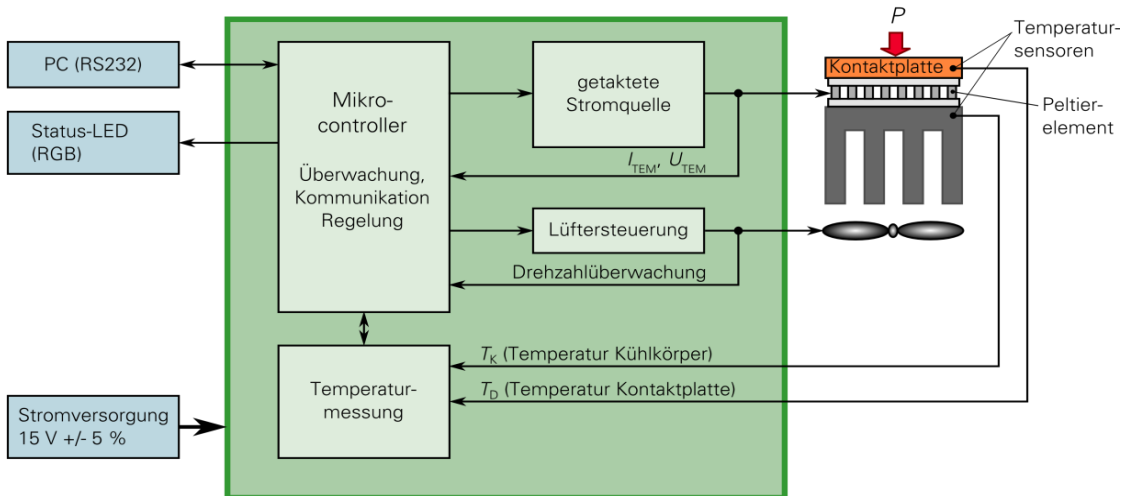 PC (RS232)
Status-LED
(RGB)
Stromversorgung
15 V +/- 5 %
Mikro-
controller
Überwachung,
Kommunikation
Regelung
getaktete
Stromquelle
I_TEM, U_TEM
Lüftersteuerung
Drehzahlüberwachung
Temperatur-
messung
T_K (Temperatur Kühlkörper)
T_D (Temperatur Kontaktplatte)
P
Kontaktplatte
Temperatur-
sensoren
Peltier-
element